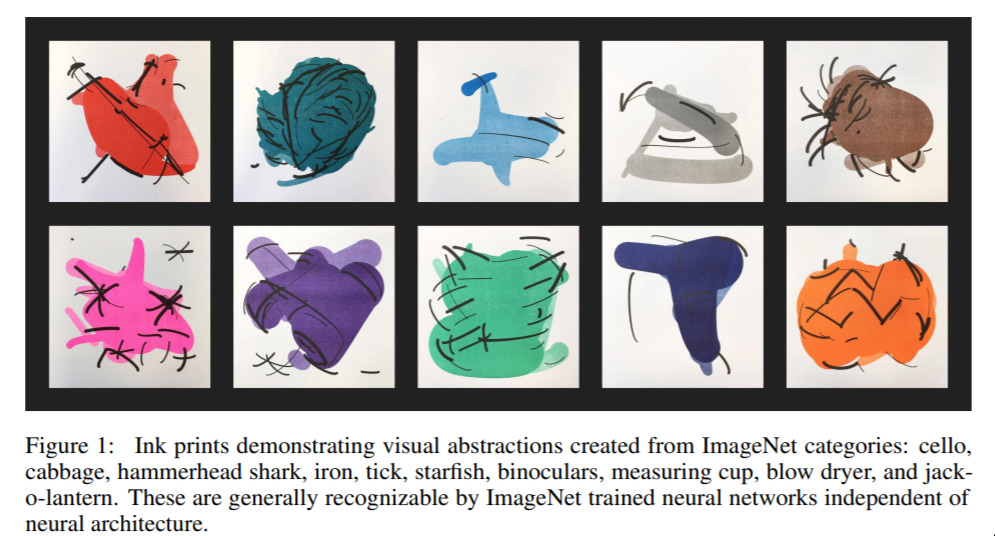 Figure 1: Ink prints demonstrating visual abstractions created from ImageNet categories: cello,
cabbage, hammerhead shark, iron, tick, starfish, binoculars, measuring cup, blow dryer, and jack-
o-lantern. These are generally recognizable by ImageNet trained neural networks independent of
neural architecture.